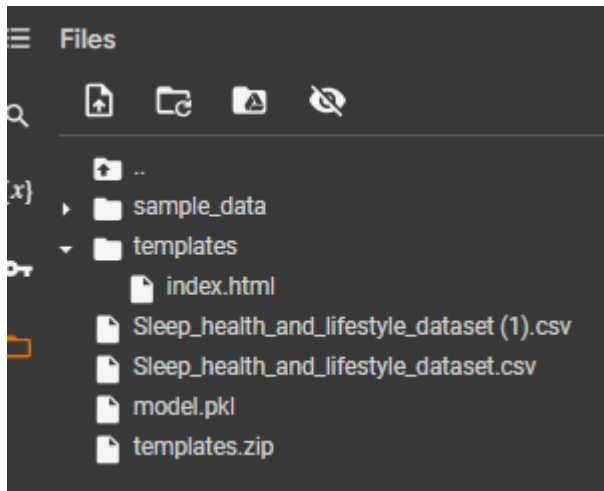 Files
..
{x}
sample_data
templates
index.html
Sleep_health_and_lifestyle_dataset (1).csv
Sleep_health_and_lifestyle_dataset.csv
model.pkl
templates.zip